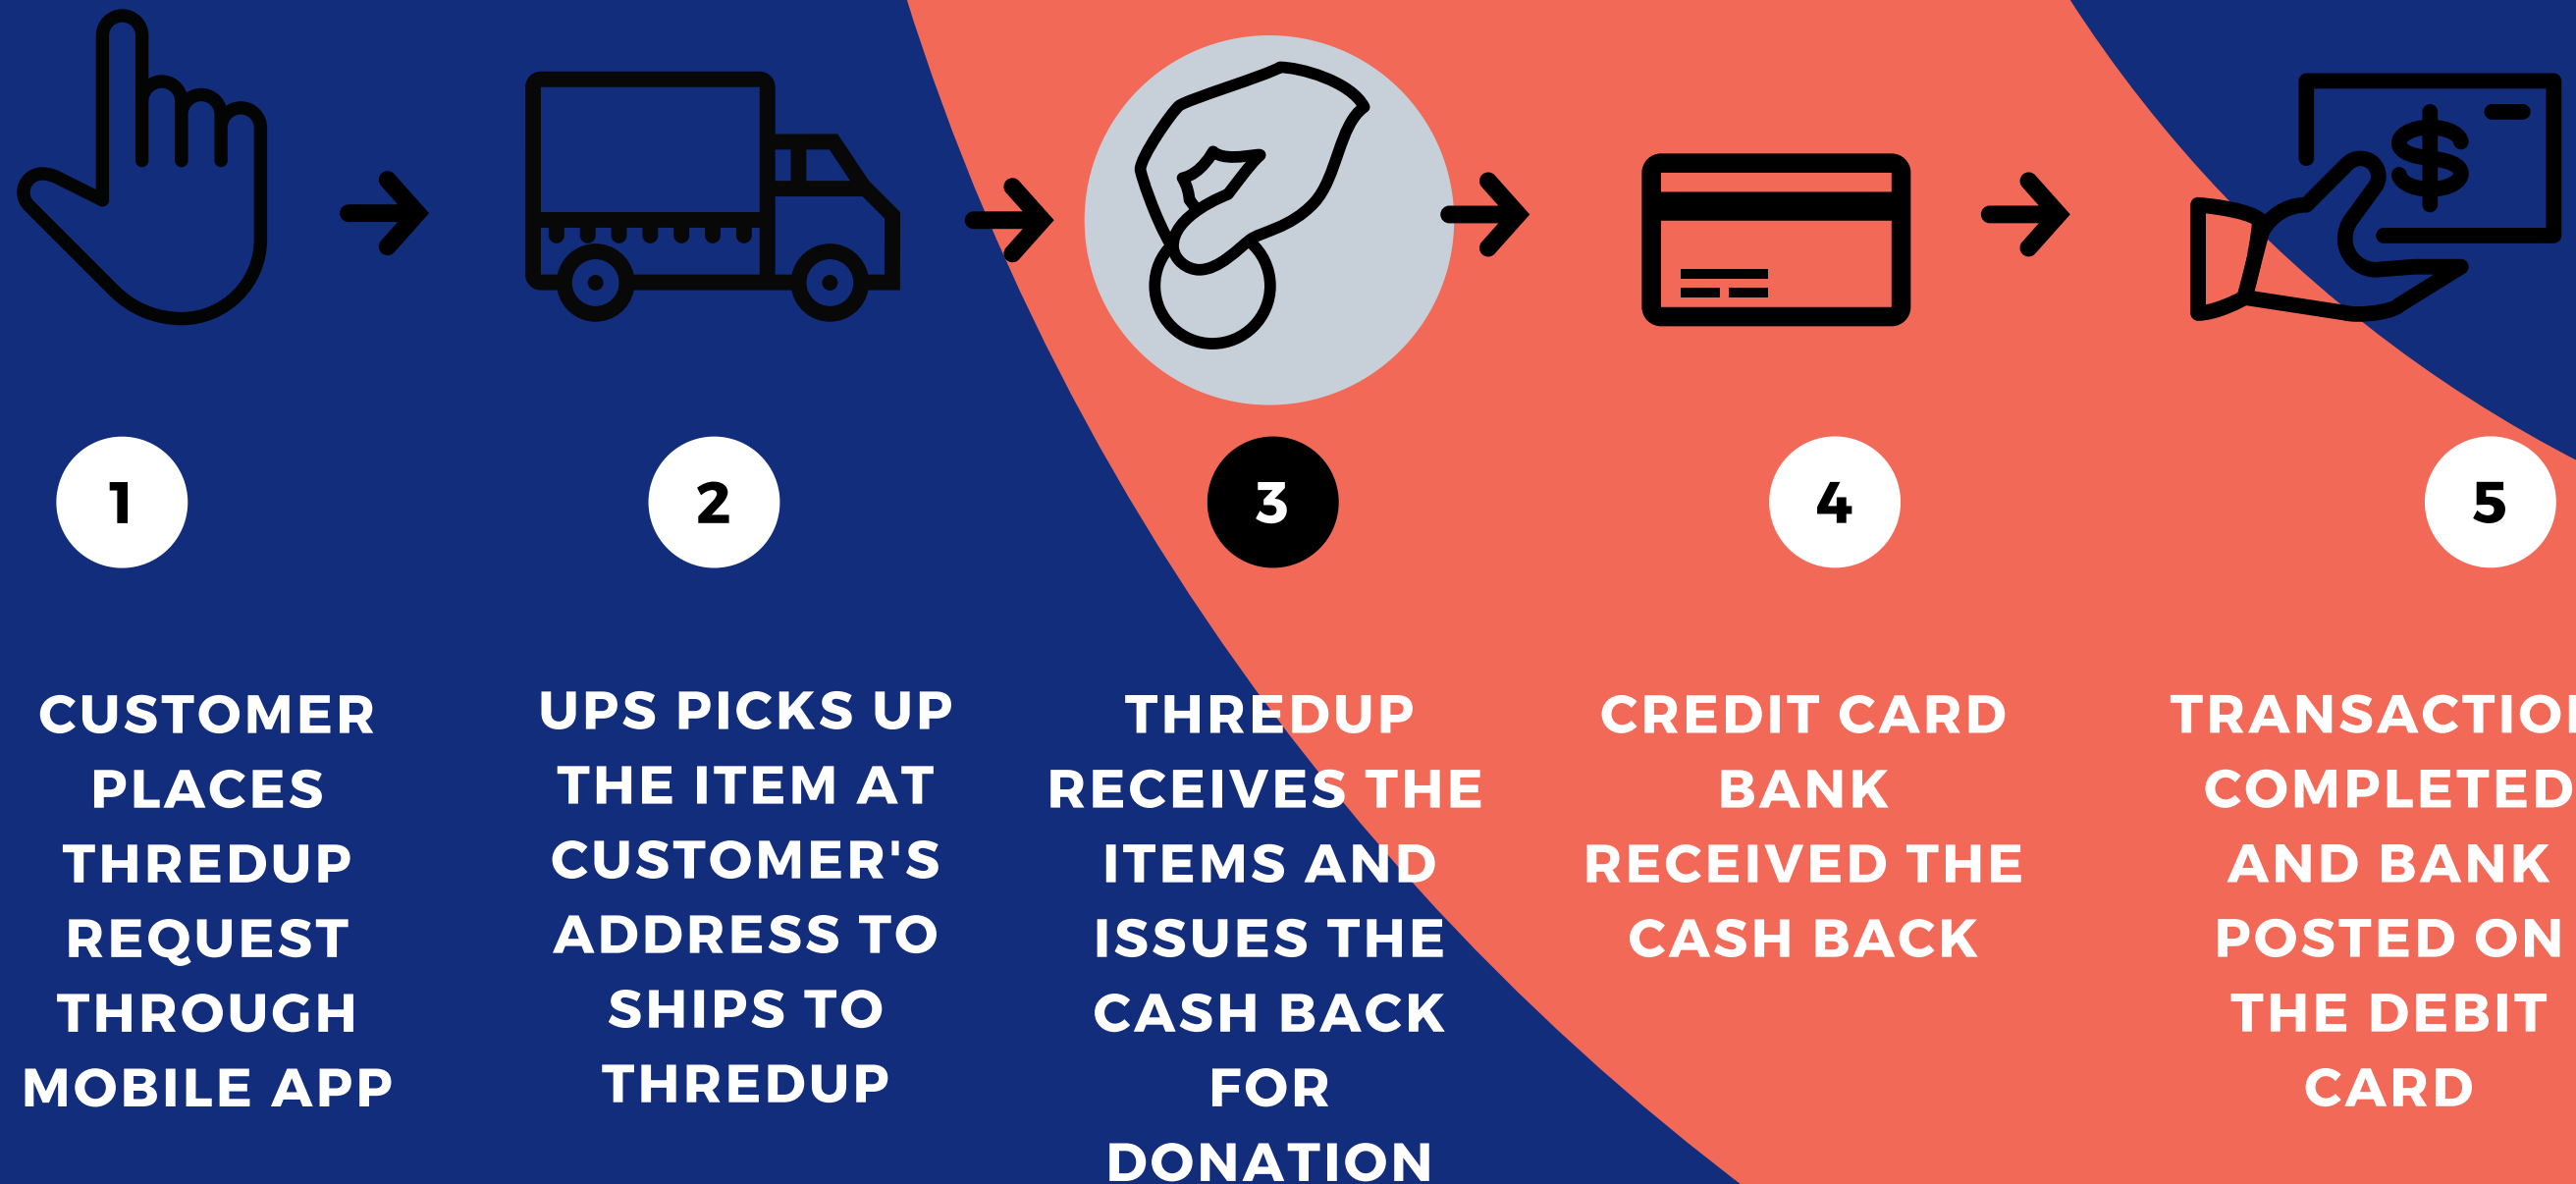 1
CUSTOMER
PLACES
THREDUP
REQUEST
THROUGH
MOBILE APP
2
UPS PICKS UP
THE ITEM AT
CUSTOMER'S
ADDRESS TO
SHIPS TO
THREDUP
3
THREDUP
RECEIVES THE
ITEMS AND
ISSUES THE
CASH BACK
FOR
DONATION
4
CREDIT CARD
BANK
RECEIVED THE
CASH BACK
$
5
TRANSACTION
COMPLETED
AND BANK
POSTED ON
THE DEBIT
CARD